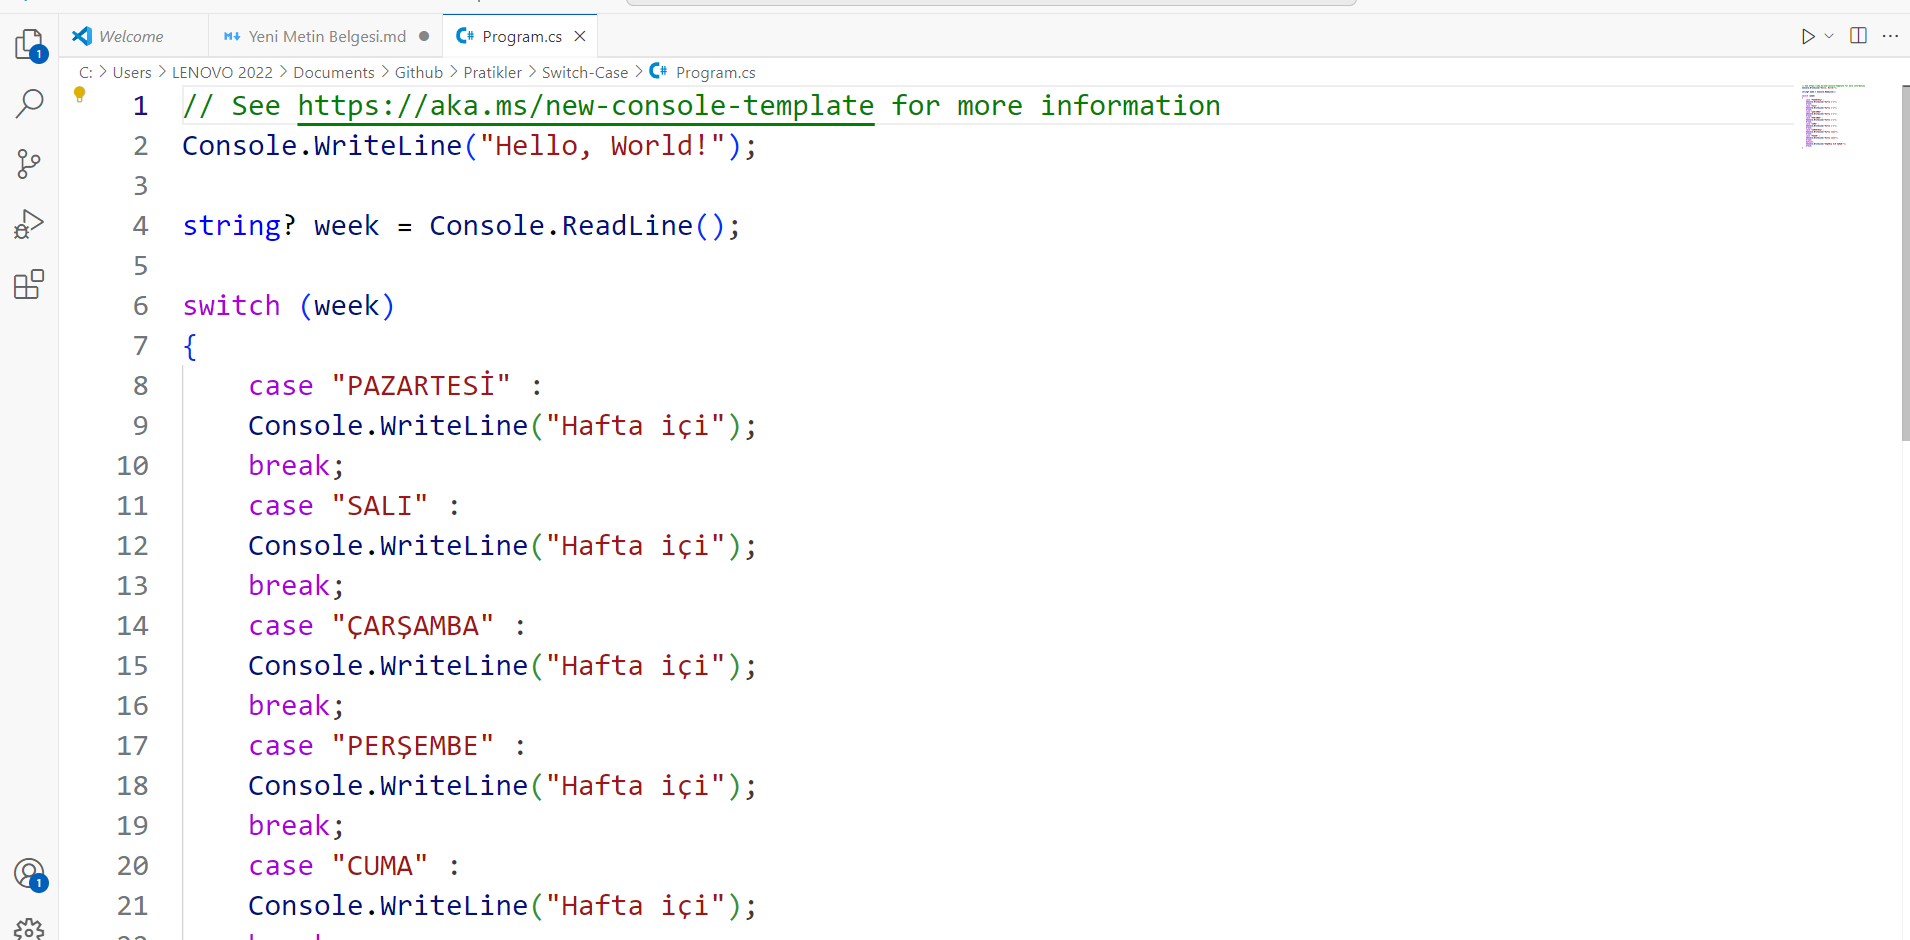 Welcome
Yeni Metin Belgesi.md
Program.cs
C: > Users > LENOVO 2022 > Documents > Github > Pratikler > Switch-Case > Program.cs
1 // See https://aka.ms/new-console-template for more information
2 Console.WriteLine("Hello, World!");
3
4 string? week = Console.ReadLine();
5
6 switch (week)
7 {
8 case "PAZARTESİ" :
9 Console.WriteLine("Hafta içi");
10 break;
11 case "SALI" :
12 Console.WriteLine("Hafta içi");
13 break;
14 case "ÇARŞAMBA" :
15 Console.WriteLine("Hafta içi");
16 break;
17 case "PERŞEMBE" :
18 Console.WriteLine("Hafta içi");
19 break;
20 case "CUMA" :
21 Console.WriteLine("Hafta içi");
1
1